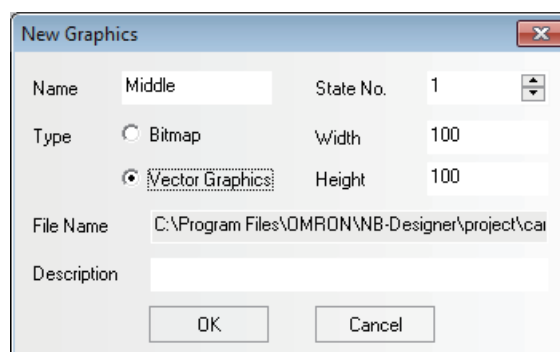 New Graphics
Name Middle State No. 1
Type Bitmap Width 100
Vector Graphics Height 100
File Name C:\Program Files\OMRON\NB-Designer\project\car
Description
OK Cancel